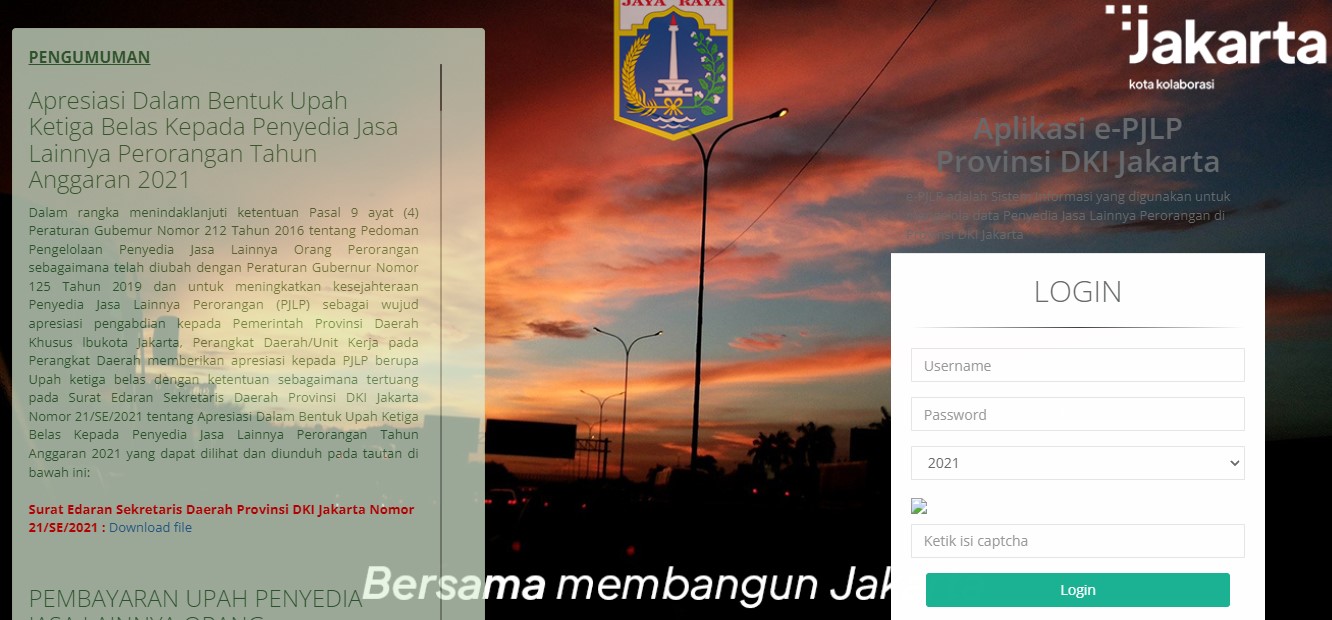 JAYA RAYA
Jakarta
kota kolaborasi
PENGUMUMAN
Apresiasi Dalam Bentuk Upah
Ketiga Belas Kepada Penyedia Jasa
Lainnya Perorangan Tahun
Anggaran 2021
Dalam rangka menindaklanjuti ketentuan Pasal 9 ayat (4)
Peraturan Gubemur Nomor 212 Tahun 2016 tentang Pedoman
Pengelolaan Penyedia Jasa Lainnya Orang Perorangan
sebagaimana telah diubah dengan Peraturan Gubernur Nomor
125 Tahun 2019 dan untuk meningkatkan kesejahteraan
Penyedia Jasa Lainnya Perorangan (PJLP) sebagai wujud
apresiasi pengabdian kepada Pemerintah Provinsi Daerah
Khusus lbukota Jakarta, Perangkat Daerah/Unit Kerja pada
Perangkat Daerah memberikan apresiasi kepada PJLP berupa
Upah ketiga belas dengan ketentuan sebagaimana tertuang
pada Surat Edaran Sekretaris Daerah Provinsi DKI Jakarta
Nomor 21/SE/2021 tentang Apresiasi Dalam Bentuk Upah Ketiga
Belas Kepada Penyedia Jasa Lainnya Perorangan Tahun
Anggaran 2021 yang dapat dilihat dan diunduh pada tautan di
bawah ini:
Surat Edaran Sekretaris Daerah Provinsi DKI Jakarta Nomor
21/SE/2021 : Download file
PEMBAYARAN UPAH PENYEDIA
JASA LAINNYA ORANG
Bersama membangun Jak
Aplikasi e-PJLP
Provinsi DKI Jakarta
e-PJLP adalah Sistem Informasi yang digunakan untuk
data Penyedia Jasa Lainnya Perorangan di
Provinsi DKI Jakarta
LOGIN
Username
Password
2021
Ketik isi captcha
Login